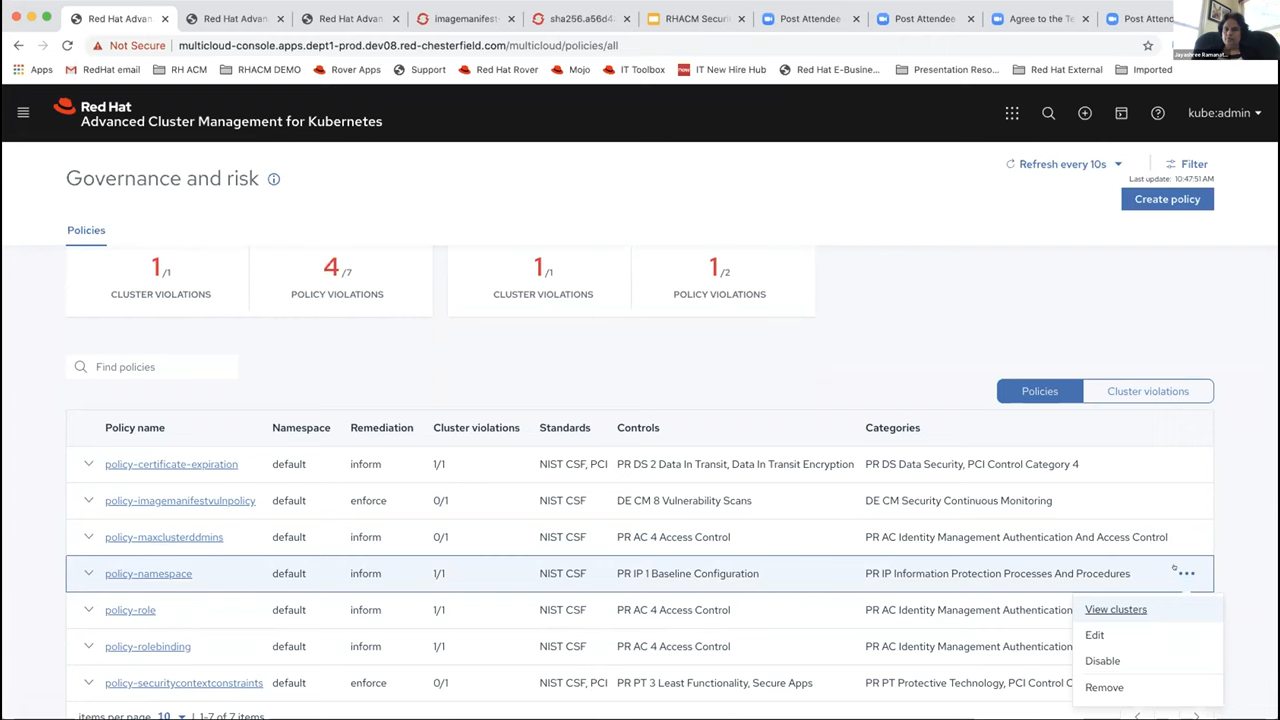 Red Hat Advan
Red Hat Advan
Red Hat Advan
imagemanifest-
sha256.a56d4
RHACM Securi
Post Attendee
Post Attendee
Agree to the Te
Post Attende
Not Secure
multicloud-console.apps.dept1-prod.dev08.red-chesterfield.com/multicloud/policies/all
Jayashree Ramanat...
Apps
RedHat email
RH ACM
RHACM DEMO
Rover Apps
Support
Red Hat Rover
Mojo
IT Toolbox
IT New Hire Hub
Red Hat E-Busine...
Presentation Reso...
Red Hat External
Imported
Red Hat
Advanced Cluster Management for Kubernetes
kube:admin
Governance and risk
Refresh every 10s
Filter
Last update: 10:47:51 AM
Create policy
Policies
1/1
4/7
1/1
1/2
CLUSTER VIOLATIONS
POLICY VIOLATIONS
CLUSTER VIOLATIONS
POLICY VIOLATIONS
Find policies
Policies
Cluster violations
Policy name Namespace Remediation Cluster violations Standards Controls Categories
policy-certificate-expiration default inform 1/1 NIST CSF, PCI PR DS 2 Data In Transit, Data In Transit Encryption PR DS Data Security, PCI Control Category 4
policy-imagemanifestvulnpolicy default enforce 0/1 NIST CSF DE CM 8 Vulnerability Scans DE CM Security Continuous Monitoring
policy-maxclusterddmins default inform 0/1 NIST CSF PR AC 4 Access Control PR AC Identity Management Authentication And Access Control
policy-namespace default inform 1/1 NIST CSF PR IP 1 Baseline Configuration PR IP Information Protection Processes And Procedures
policy-role default inform 1/1 NIST CSF PR AC 4 Access Control PR AC Identity Management Authentication
policy-rolebinding default inform 1/1 NIST CSF PR AC 4 Access Control PR AC Identity Management Authentication
policy-securitycontextconstraints default enforce 0/1 NIST CSF, PCI PR PT 3 Least Functionality, Secure Apps PR PT Protective Technology, PCI Control C
View clusters
Edit
Disable
Remove
items per page 10 1-7 of 7 items